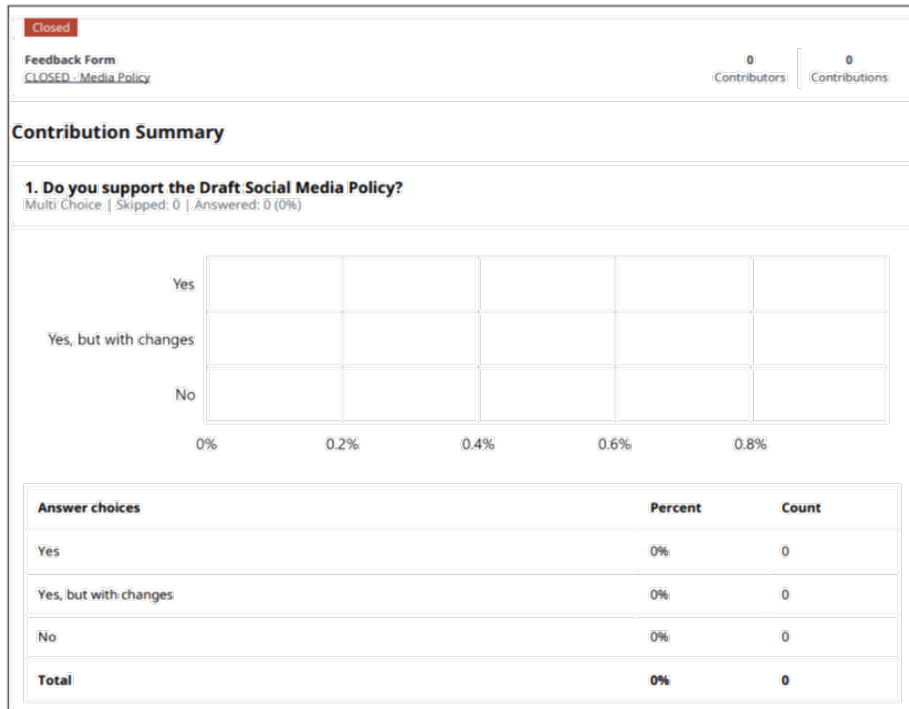 Closed
Feedback Form
CLOSED - Media Policy
0 0
Contributors Contributions
Contribution Summary
1. Do you support the Draft Social Media Policy?
Multi Choice | Skipped: 0 | Answered: 0 (0%)
Yes
Yes, but with changes
No
0% 0.2% 0.4% 0.6% 0.8%
Answer choices Percent Count
Yes 0% 0
Yes, but with changes 0% 0
No 0% 0
Total 0% 0